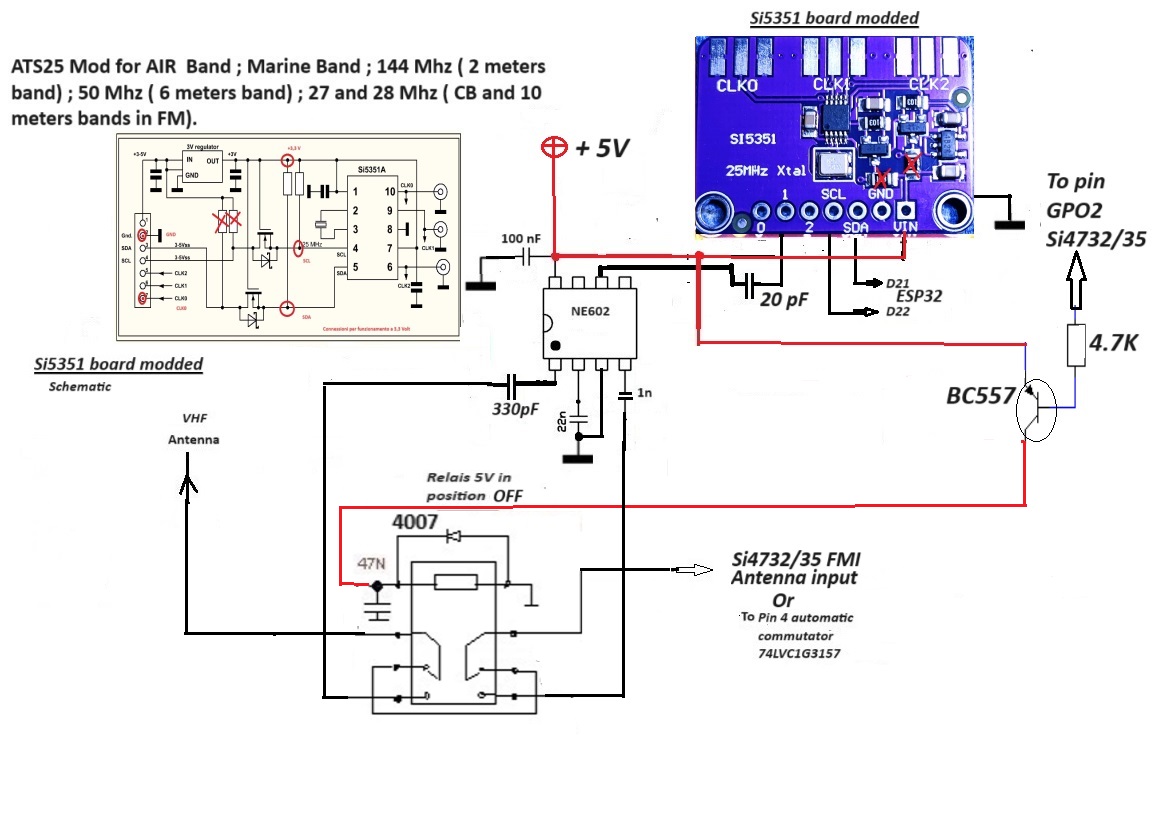 Si5351 board modded
ATS25 Mod for AIR Band ; Marine Band ; 144 Mhz ( 2 meters
band) ; 50 Mhz ( 6 meters band) ; 27 and 28 Mhz ( CB and 10
meters bands in FM).
3V regulator
+3-5V
IN
OUT
GND
+3V
+3,3 V
Si5351A
1
2
3
4
5
10
9
8
7
6
CLK0
CLK1
CLK2
25 MHz
SCL
SDA
SCL
Gnd.
GND
SDA
SCL
3-5Vss
3-5Vss
CLK2
CLK1
CLK0
CLK0
SDA
Connessioni per funzionamento a 3,3 Volt
Si5351 board modded
Schematic
+ 5V
CLK0
CLK1
CLK2
SI5351
25MHz Xtal
0
1
2
SCL
SDA
GND
VIN
To pin
GPO2
Si4732/35
100 nF
20 pF
D21
ESP32
D22
NE602
4.7K
BC557
330pF
22n
1n
VHF
Antenna
Relais 5V in
position OFF
4007
47N
Si4732/35 FMI
Antenna input
Or
To Pin 4 automatic
commutator
74LVC1G3157